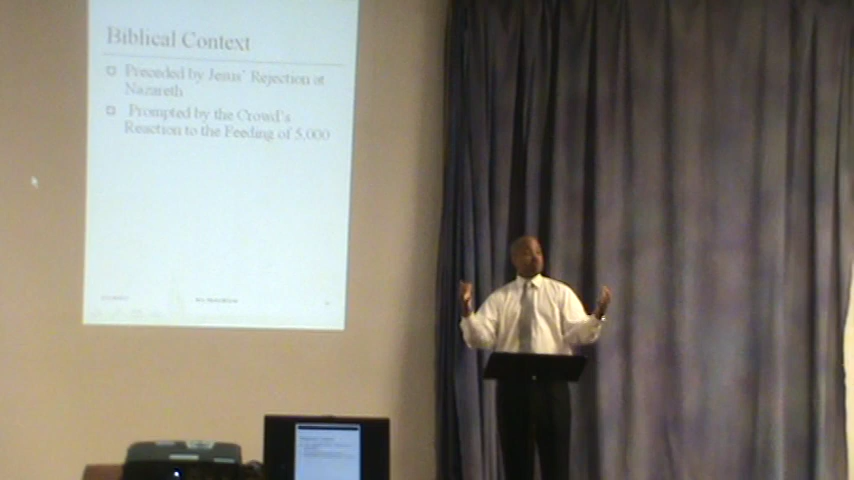 Biblical Context
Preceded by Jesus' Rejection at
Nazareth
Prompted by the Crowd's
Reaction to the Feeding of 5,000